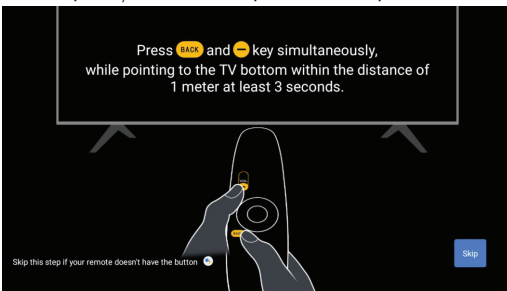 Press BACK and − key simultaneously,
while pointing to the TV bottom within the distance of
1 meter at least 3 seconds.
Skip this step if your remote doesn't have the button
Skip